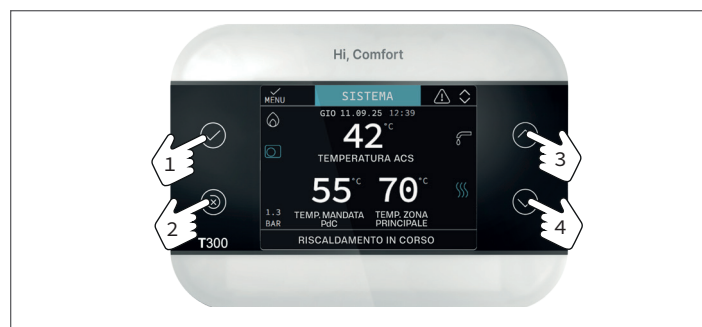 Hi, Comfort
MENU SISTEMA
GIO 11.09.25 12:39
42°C
TEMPERATURA ACS
55°C 70°C
1.3 BAR
TEMP. MANDATA PdC
TEMP. ZONA PRINCIPALE
RISCALDAMENTO IN CORSO
T300
1
2
3
4